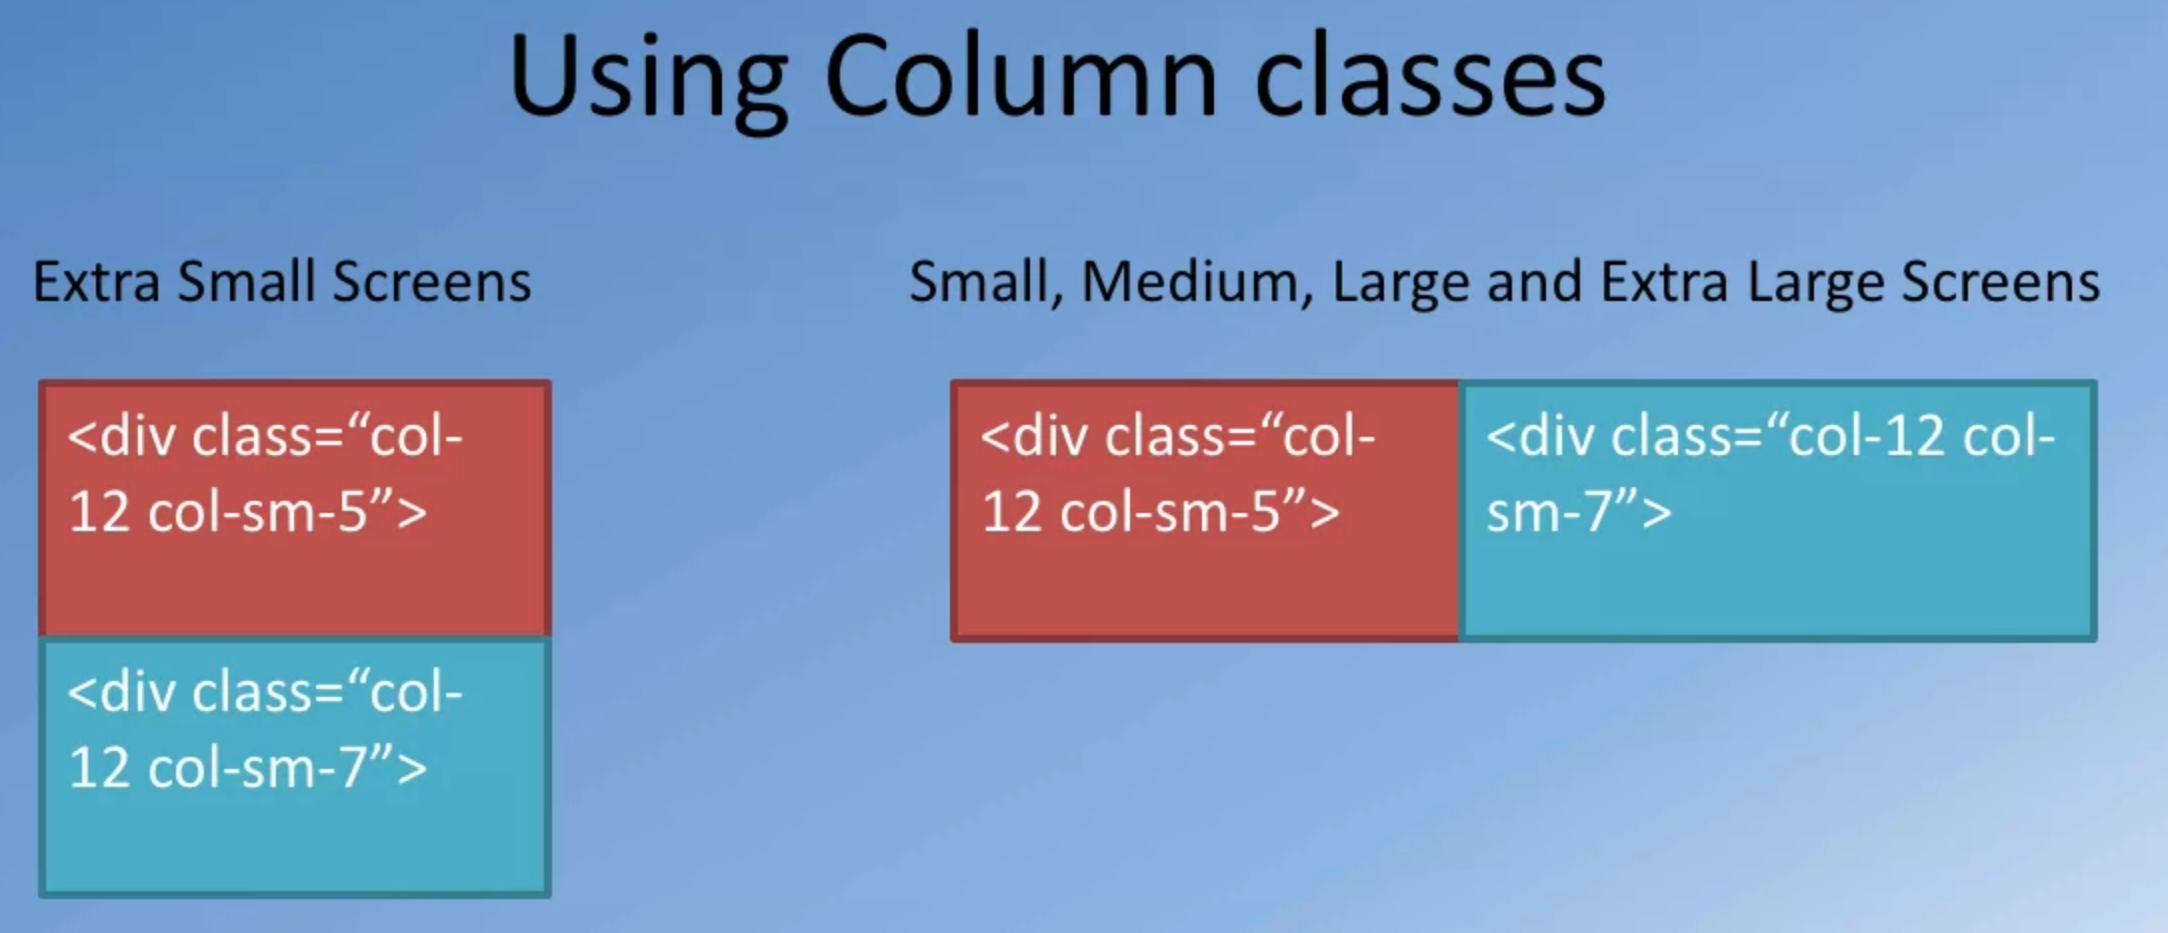 Using Column classes
Extra Small Screens
Small, Medium, Large and Extra Large Screens
<div class=“col-
12 col-sm-5”>
<div class=“col-
12 col-sm-7”>
<div class=“col-
12 col-sm-5”>
<div class=“col-12 col-
sm-7”>